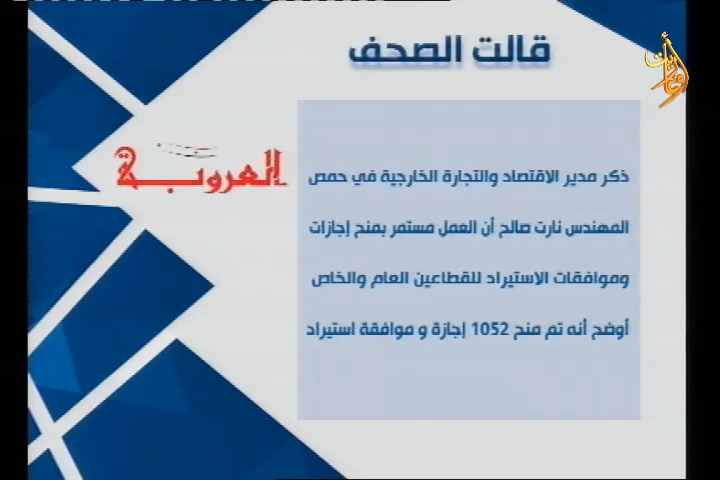 قالت الصحف
العروبة
ذكر مدير الاقتصاد والتجارة الخارجية في حمص
المهندس نارت صالح أن العمل مستمر بمنح إجازات
وموافقات الاستيراد للقطاعين العام والخاص
أوضح أنه تم منح 1052 إجازة و موافقة استيراد